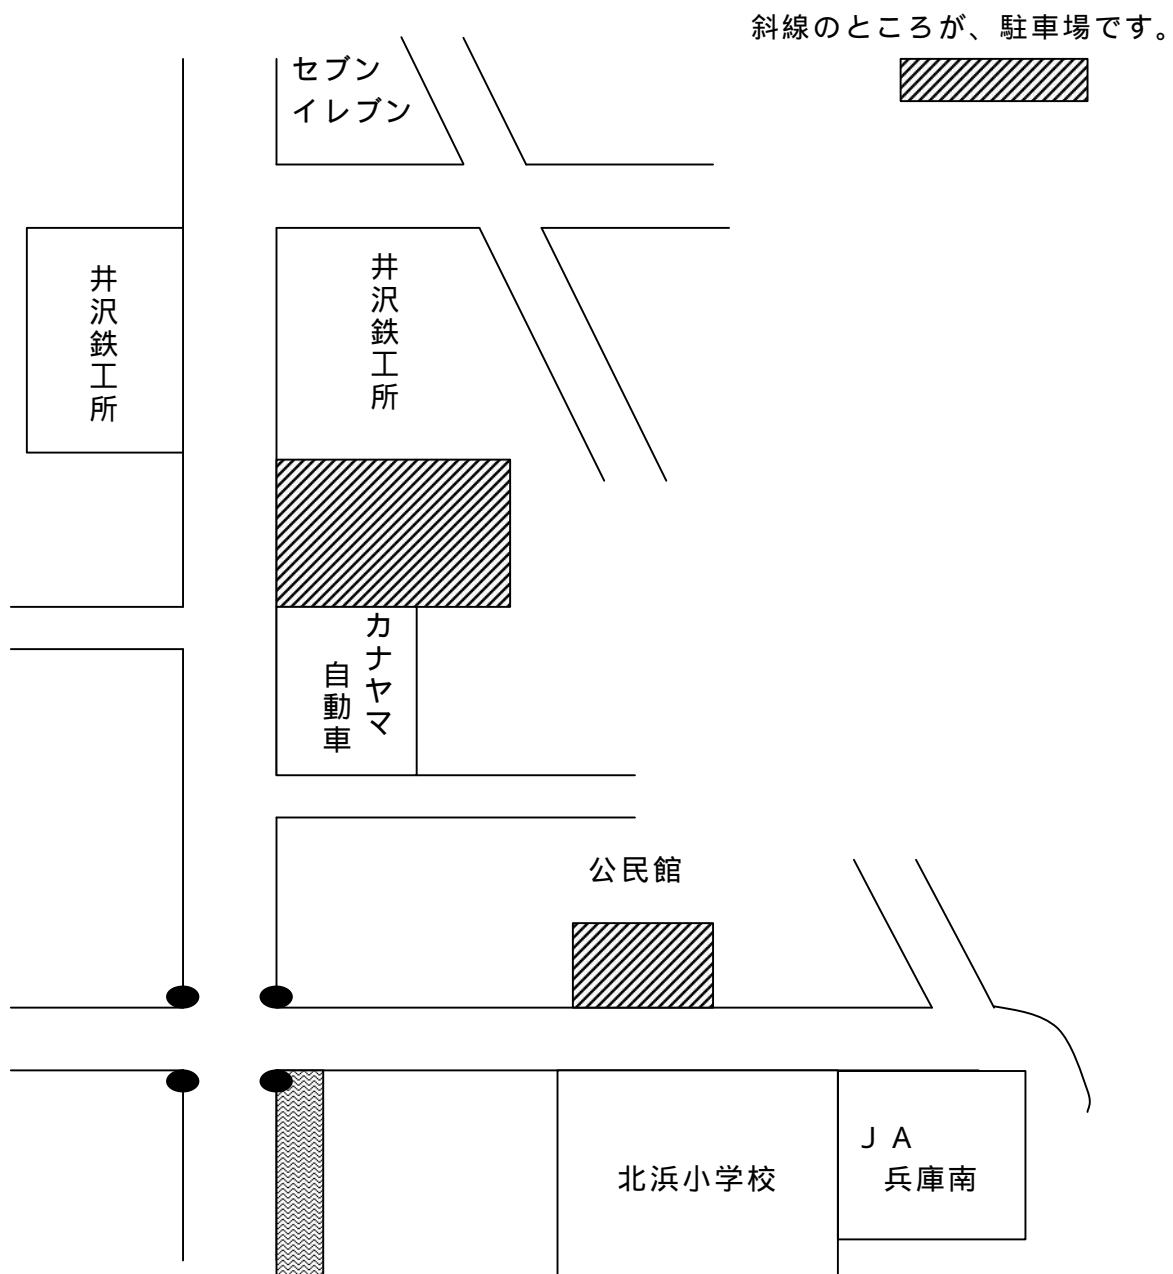 斜線のところが、駐車場です。
セブン
イレブン
井沢鉄工所
井沢鉄工所
カナヤマ
自動車
公民館
北浜小学校
ＪＡ
兵庫南